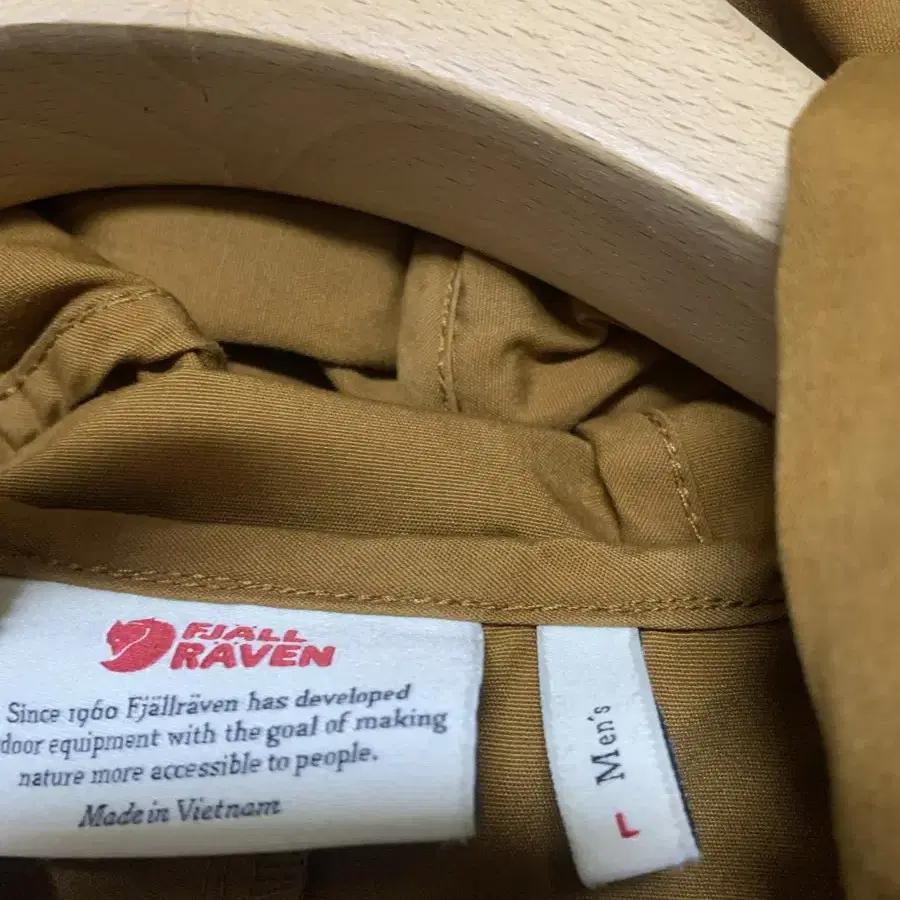 FJÄLL
RÄVEN
Since 1960 Fjällräven has developed
door equipment with the goal of making
nature more accessible to people.
Made in Vietnam
Men's
L